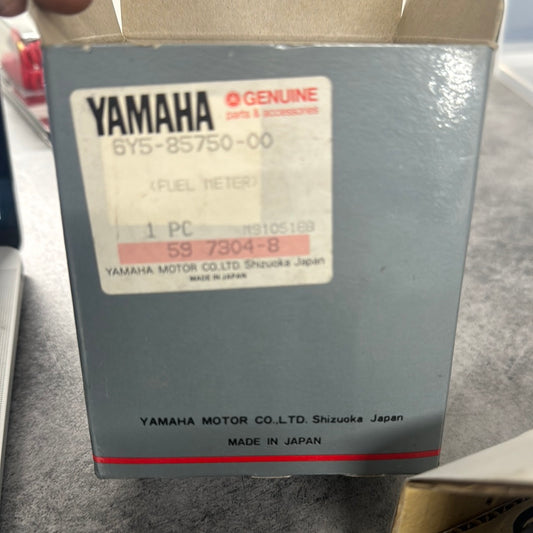 YAMAHA
GENUINE
parts & accessories
6Y5-85750-00
(FUEL METER)
1 PC
M910516B
59 7304-8
YAMAHA MOTOR CO.,LTD. Shizuoka Japan
MADE IN JAPAN
YAMAHA MOTOR CO.,LTD. Shizuoka Japan
MADE IN JAPAN